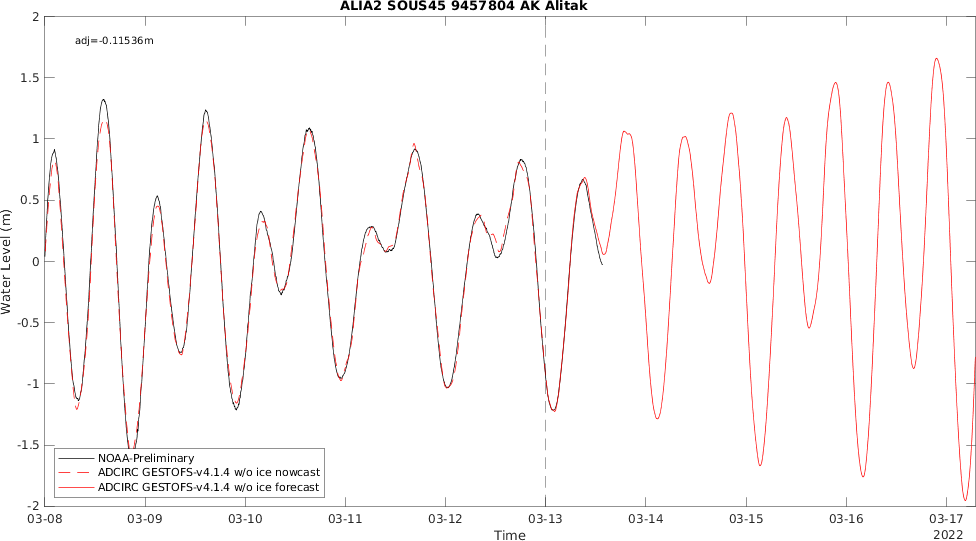 ALIA2 SOUS45 9457804 AK Alitak
adj=-0.11536m
2
1.5
1
0.5
0
-0.5
-1
-1.5
-2
Water Level (m)
NOAA-Preliminary
ADCIRC GESTOFS-v4.1.4 w/o ice nowcast
ADCIRC GESTOFS-v4.1.4 w/o ice forecast
03-08 03-09 03-10 03-11 03-12 03-13 03-14 03-15 03-16 03-17
2022
Time